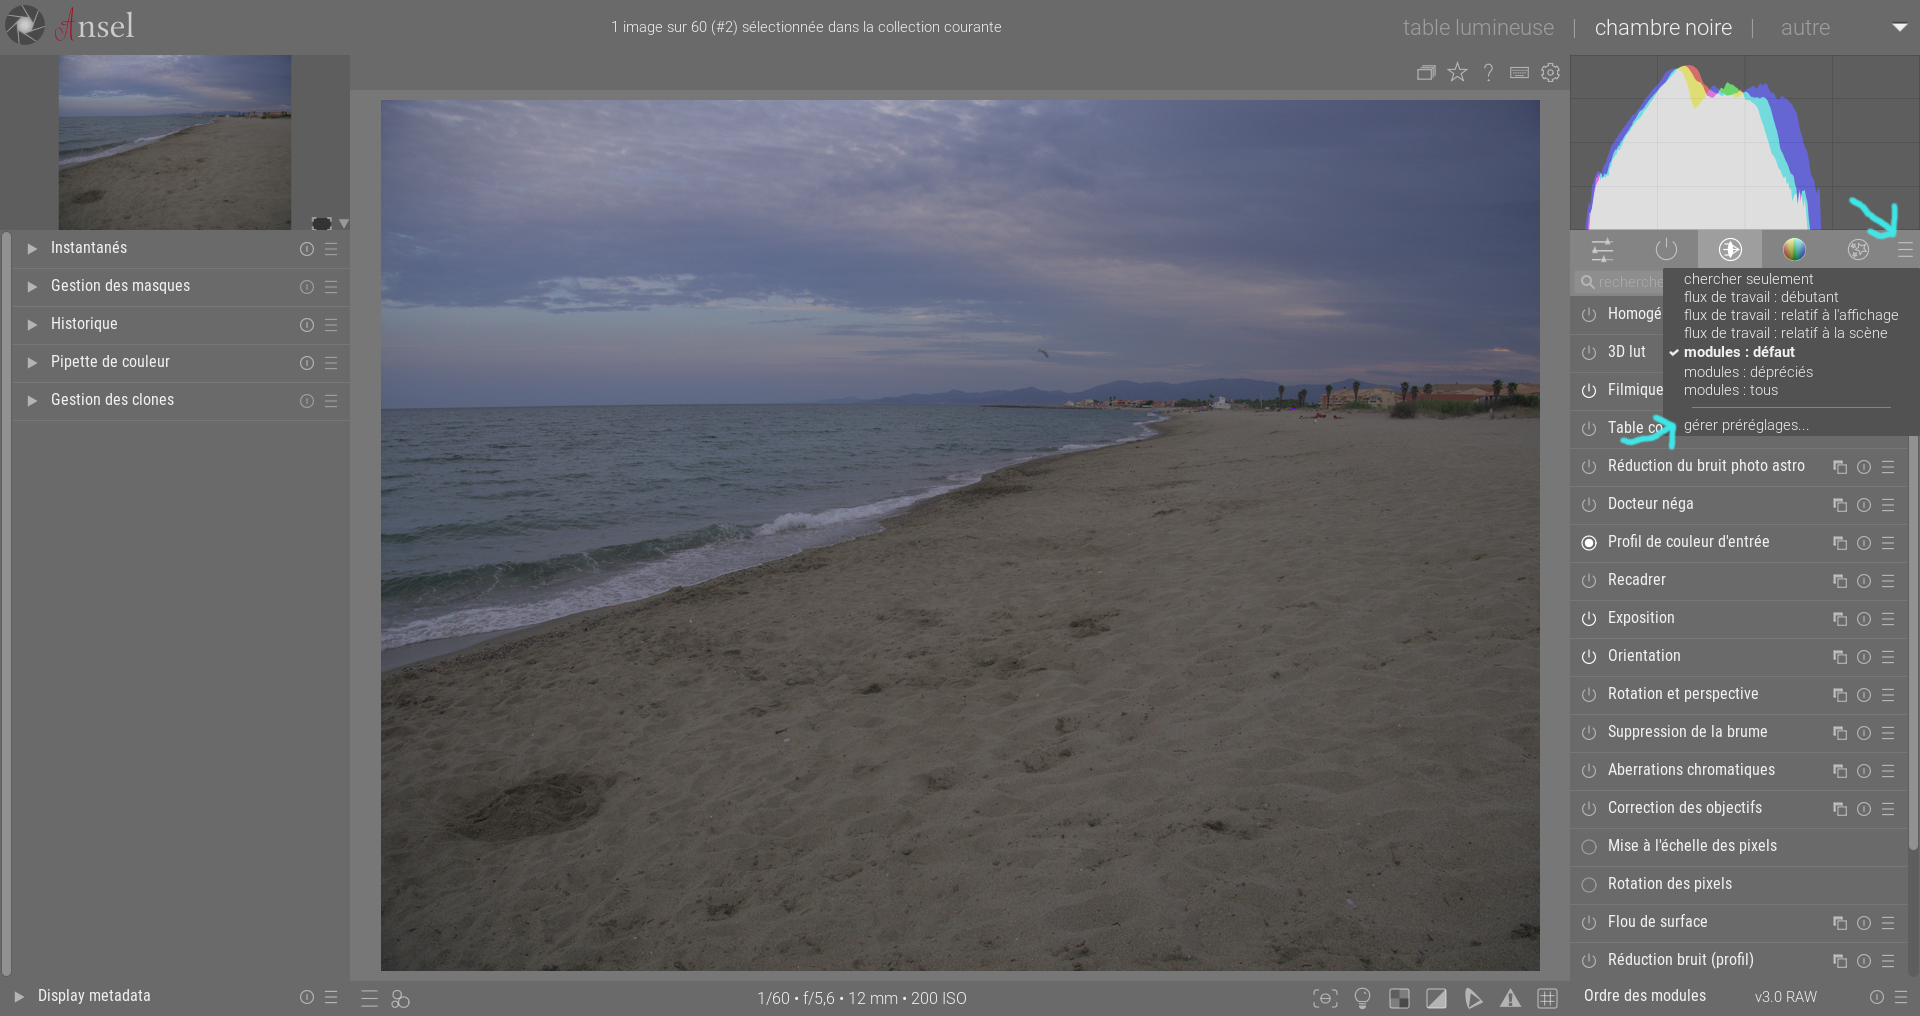 Ansel
1 image sur 60 (#2) sélectionnée dans la collection courante
table lumineuse | chambre noire | autre
Instantanés
Gestion des masques
Historique
Pipette de couleur
Gestion des clones
Display metadata
1/60 • f/5,6 • 12 mm • 200 ISO
recherche
chercher seulement
flux de travail : débutant
flux de travail : relatif à l'affichage
flux de travail : relatif à la scène
modules : défaut
modules : dépréciés
modules : tous
gérer préréglages...
Homogé
3D lut
Filmique
Table co
Réduction du bruit photo astro
Docteur néga
Profil de couleur d'entrée
Recadrer
Exposition
Orientation
Rotation et perspective
Suppression de la brume
Aberrations chromatiques
Correction des objectifs
Mise à l'échelle des pixels
Rotation des pixels
Flou de surface
Réduction bruit (profil)
Ordre des modules v3.0 RAW